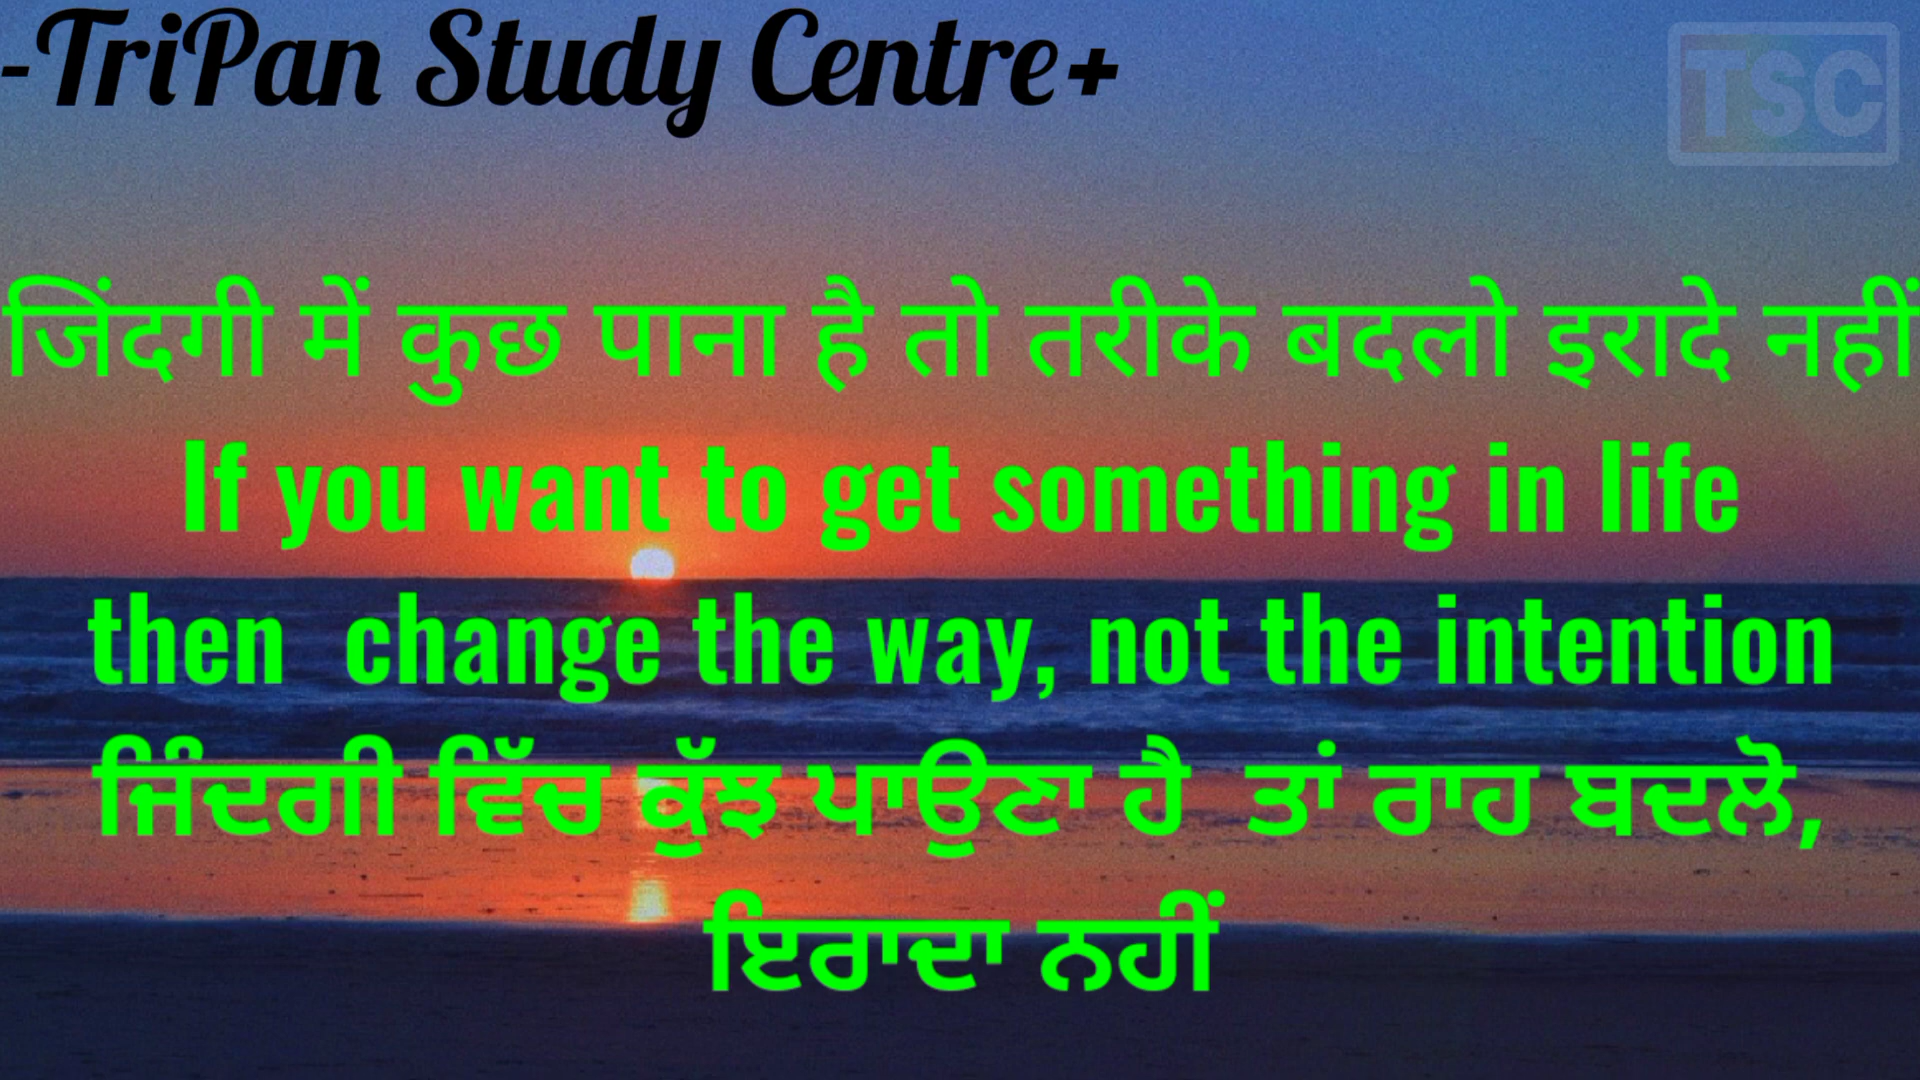 -TriPan Study Centre+
TSC
जिंदगी में कुछ पाना है तो तरीके बदलो इरादे नहीं
If you want to get something in life
then  change the way, not the intention
ਜਿੰਦਗੀ ਵਿੱਚ ਕੁੱਝ ਪਾਉਣਾ ਹੈ  ਤਾਂ ਰਾਹ ਬਦਲੋ,
ਇਰਾਦਾ ਨਹੀਂ